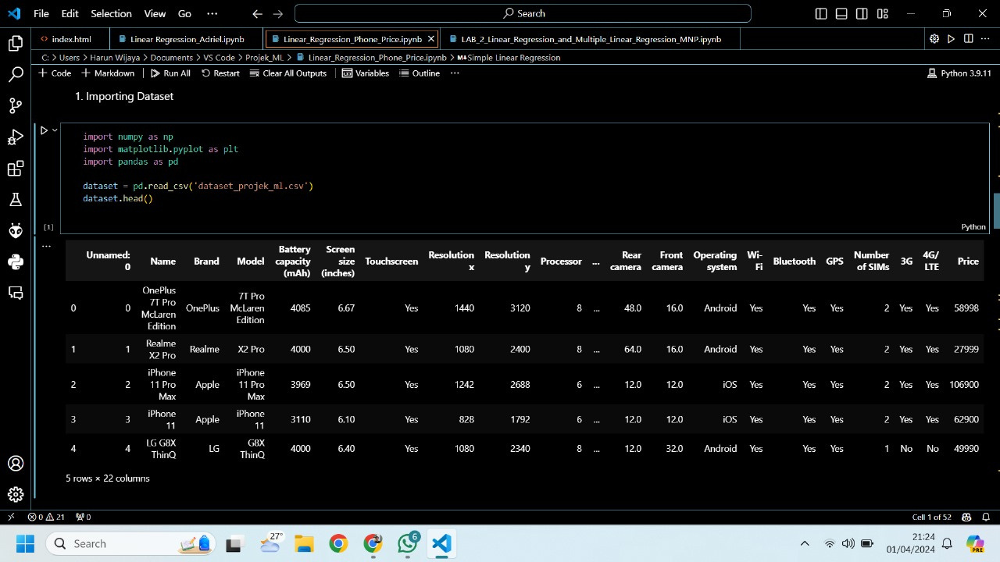 File Edit Selection View Go ··· Search
index.html Linear Regression_Adriel.ipynb Linear_Regression_Phone_Price.ipynb LAB_2_Linear_Regression_and_Multiple_Linear_Regression_MNP.ipynb
C: > Users > Harun Wijaya > Documents > VS Code > Projek_ML > Linear_Regression_Phone_Price.ipynb > M↓Simple Linear Regression
+ Code + Markdown | Run All Restart Clear All Outputs | Variables Outline ··· Python 3.9.11
1. Importing Dataset
import numpy as np
import matplotlib.pyplot as plt
import pandas as pd
dataset = pd.read_csv('dataset_projek_ml.csv')
dataset.head()
[1] Python
···
Unnamed: 0 Name Brand Model Battery capacity (mAh) Screen size (inches) Touchscreen Resolution x Resolution y Processor ... Rear camera Front camera Operating system Wi-Fi Bluetooth GPS Number of SIMs 3G 4G/ LTE Price
0 0 OnePlus 7T Pro McLaren Edition OnePlus 7T Pro McLaren Edition 4085 6.67 Yes 1440 3120 8 ... 48.0 16.0 Android Yes Yes Yes 2 Yes Yes 58998
1 1 Realme X2 Pro Realme X2 Pro 4000 6.50 Yes 1080 2400 8 ... 64.0 16.0 Android Yes Yes Yes 2 Yes Yes 27999
2 2 iPhone 11 Pro Max Apple iPhone 11 Pro Max 3969 6.50 Yes 1242 2688 6 ... 12.0 12.0 iOS Yes Yes Yes 2 Yes Yes 106900
3 3 iPhone 11 Apple iPhone 11 3110 6.10 Yes 828 1792 6 ... 12.0 12.0 iOS Yes Yes Yes 2 Yes Yes 62900
4 4 LG G8X ThinQ LG G8X ThinQ 4000 6.40 Yes 1080 2340 8 ... 12.0 32.0 Android Yes Yes Yes 1 No No 49990
5 rows × 22 columns
0 21 0 Cell 1 of 52
Search 27° 6 21:24 PRE
01/04/2024